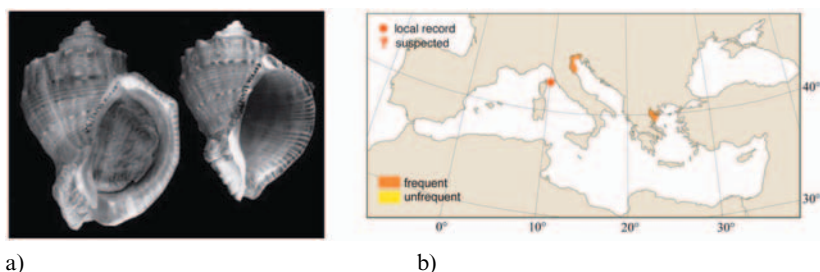 local record
suspected
frequent
unfrequent
40°
30°
0°
10°
20°
30°
a)
b)